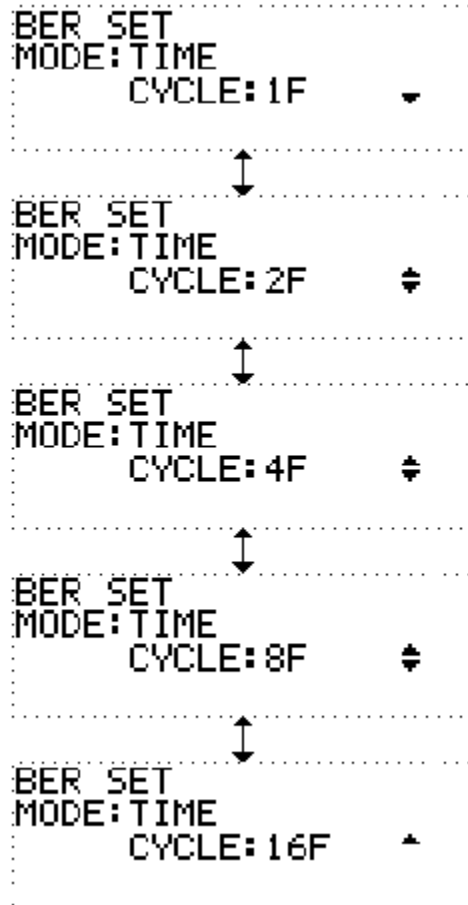 BER SET
MODE:TIME
CYCLE:1F
BER SET
MODE:TIME
CYCLE:2F
BER SET
MODE:TIME
CYCLE:4F
BER SET
MODE:TIME
CYCLE:8F
BER SET
MODE:TIME
CYCLE:16F